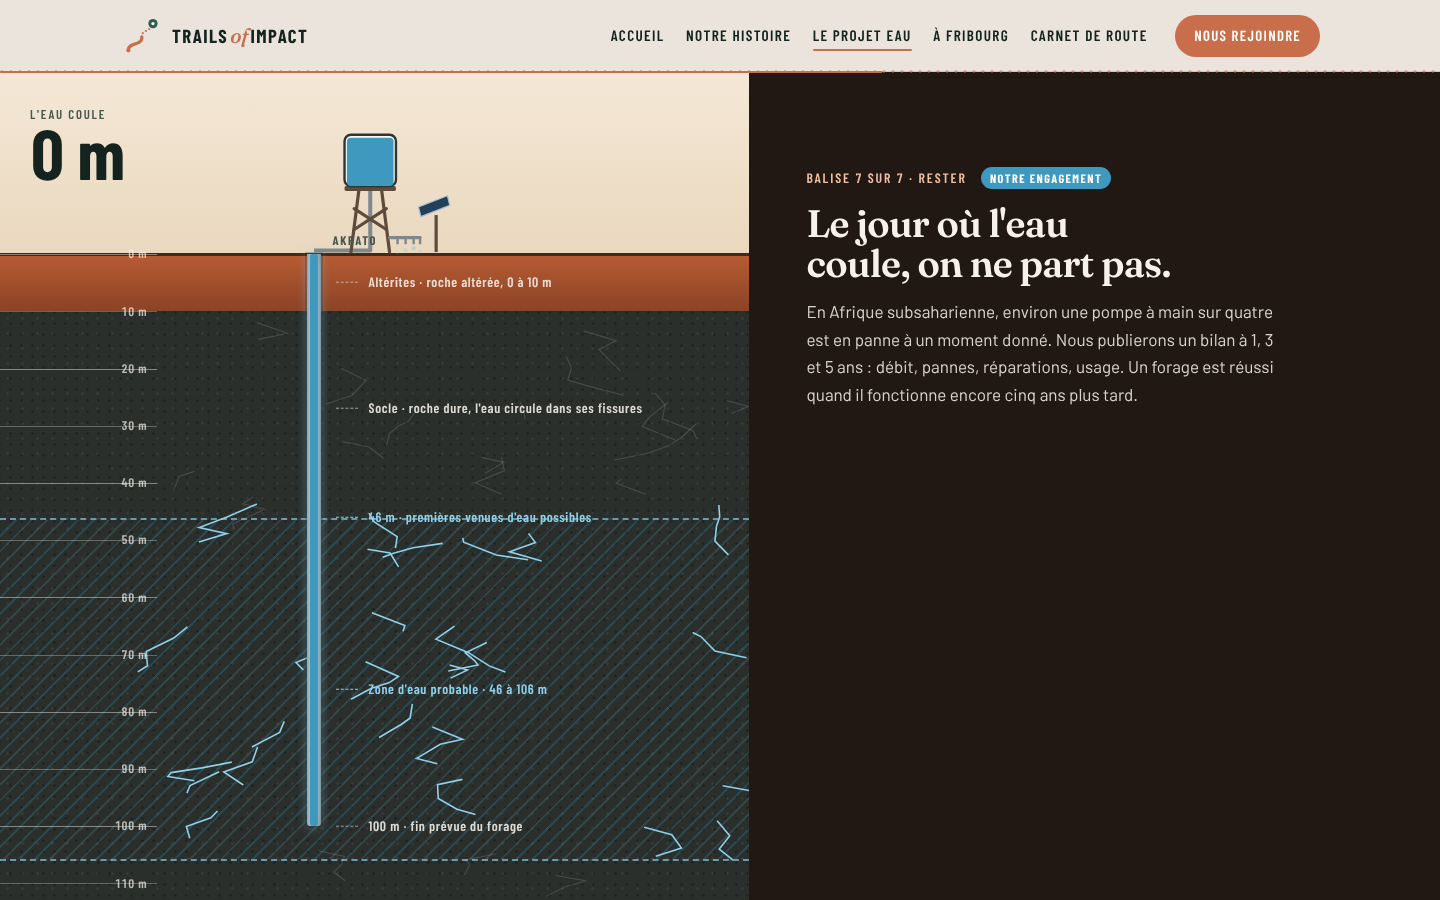 TRAILS of IMPACT
ACCUEIL
NOTRE HISTOIRE
LE PROJET EAU
À FRIBOURG
CARNET DE ROUTE
NOUS REJOINDRE
L'EAU COULE
0 m
AKPATO
0 m
Altérites · roche altérée, 0 à 10 m
10 m
20 m
Socle · roche dure, l'eau circule dans ses fissures
30 m
40 m
46 m · premières venues d'eau possibles
50 m
60 m
70 m
Zone d'eau probable · 46 à 106 m
80 m
90 m
100 m
100 m · fin prévue du forage
110 m
BALISE 7 SUR 7 · RESTER
NOTRE ENGAGEMENT
Le jour où l'eau
coule, on ne part pas.
En Afrique subsaharienne, environ une pompe à main sur quatre
est en panne à un moment donné. Nous publierons un bilan à 1, 3
et 5 ans : débit, pannes, réparations, usage. Un forage est réussi
quand il fonctionne encore cinq ans plus tard.